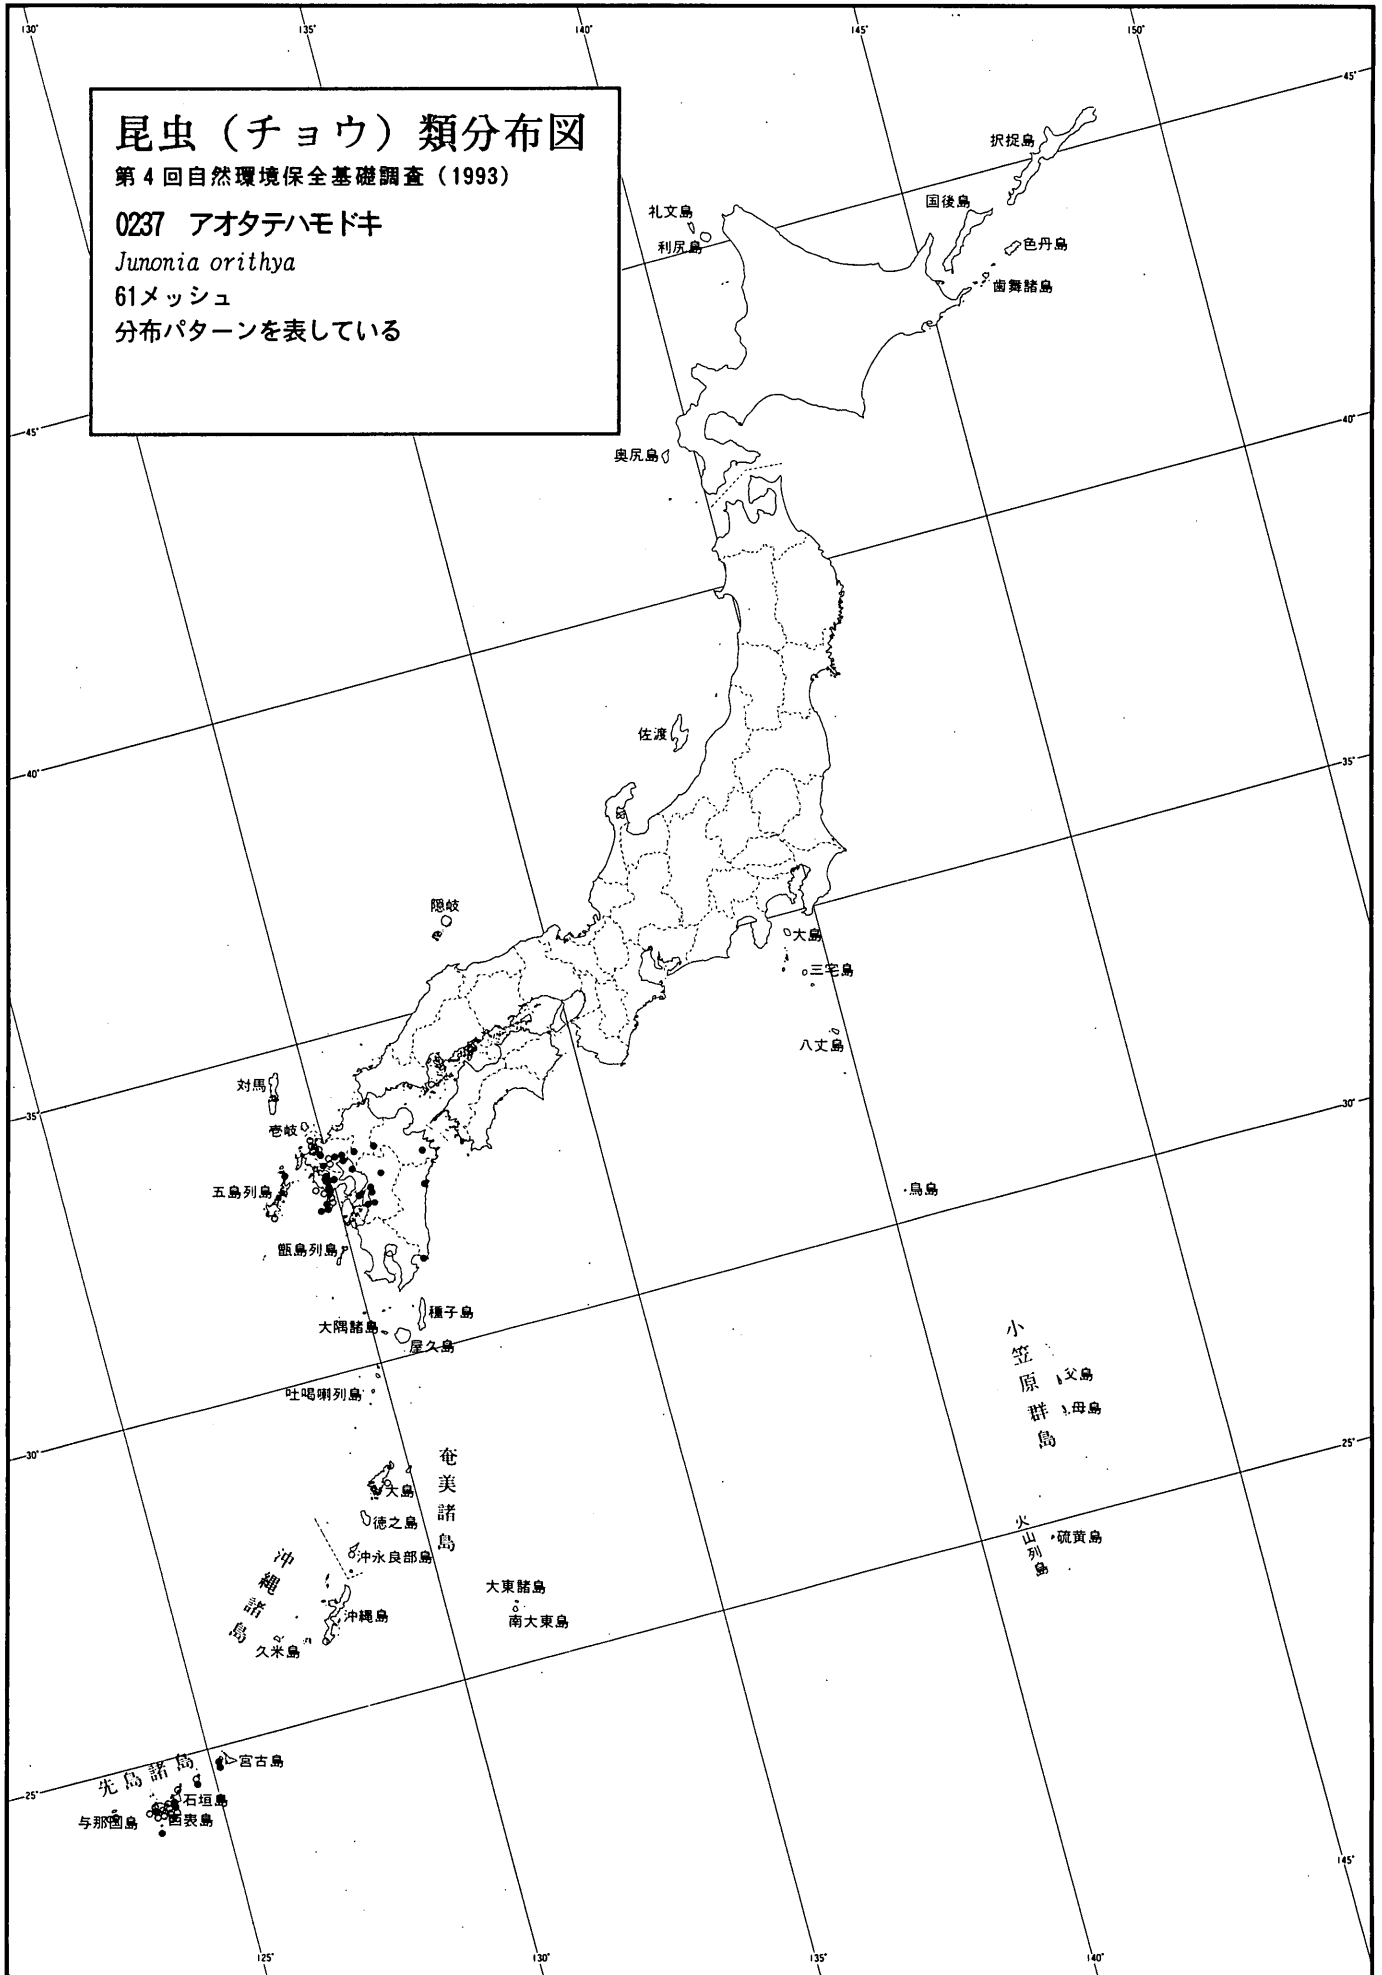 130°
135°
140°
145°
150°
昆虫（チョウ）類分布図
第4回自然環境保全基礎調査（1993）
0237 アオタテハモドキ
Junonia orithya
61メッシュ
分布パターンを表している
45°
択捉島
国後島
色丹島
歯舞諸島
礼文島
利尻島
45°
40°
奥尻島
佐渡
40°
35°
隠岐
大島
三宅島
八丈島
対馬
35°
壱岐
30°
五島列島
鳥島
甑島列島
種子島
大隅諸島
屋久島
吐喝喇列島
小笠原群島
父島
母島
30°
25°
奄美諸島
大島
徳之島
沖永良部島
火山列島
硫黄島
沖縄諸島
沖縄島
久米島
大東諸島
南大東島
先島諸島
宮古島
石垣島
西表島
与那国島
25°
145°
125°
130°
135°
140°